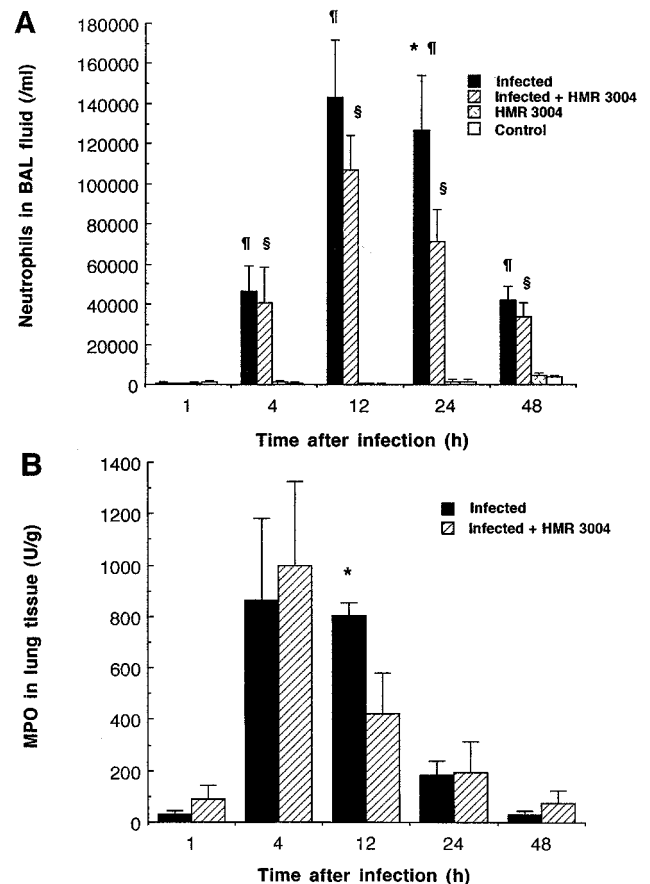 A
Neutrophils in BAL fluid (/ml)
180000
160000
140000
120000
100000
80000
60000
40000
20000
0
¶ §
¶
§
* ¶
§
¶
§
Infected
Infected + HMR 3004
HMR 3004
Control
1 4 12 24 48
Time after infection (h)
B
MPO in lung tissue (U/g)
1400
1200
1000
800
600
400
200
0
*
Infected
Infected + HMR 3004
1 4 12 24 48
Time after infection (h)